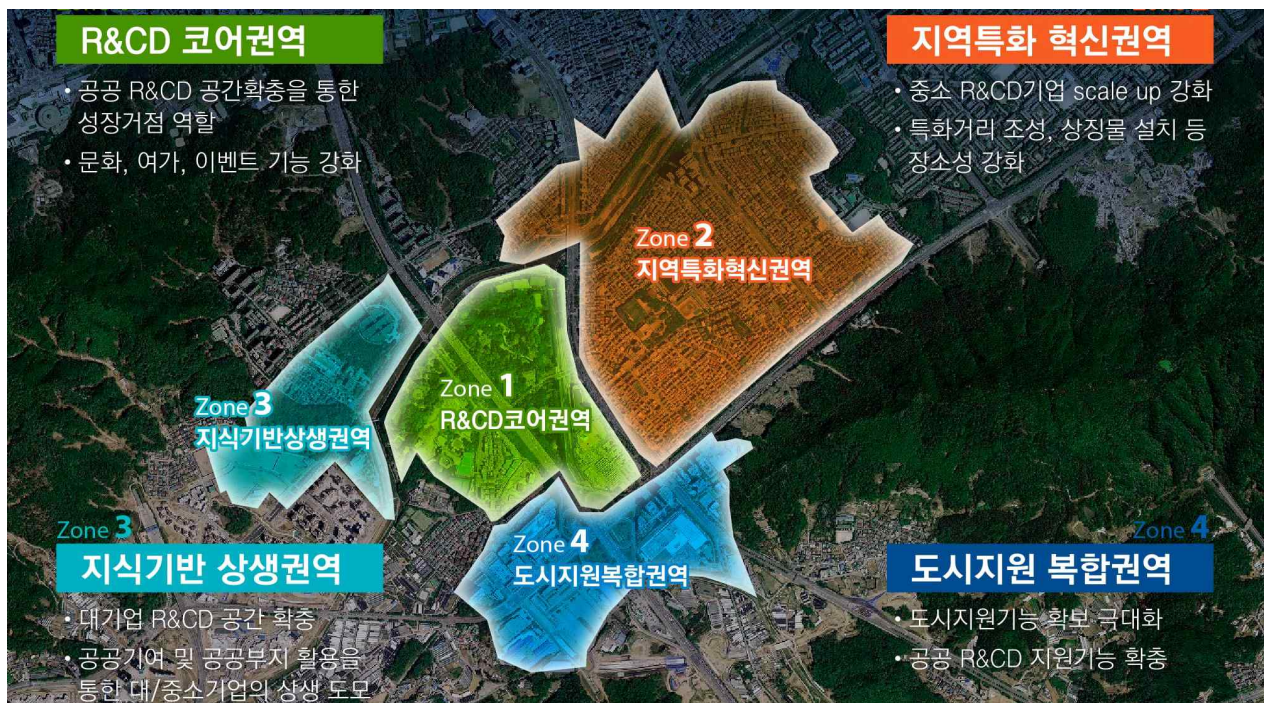 R&CD 코어권역
• 공공 R&CD 공간확충을 통한
성장거점 역할
• 문화, 여가, 이벤트 기능 강화
지역특화 혁신권역
• 중소 R&CD기업 scale up 강화
• 특화거리 조성, 상징물 설치 등
장소성 강화
Zone 2
지역특화혁신권역
Zone 1
R&CD코어권역
Zone 3
지식기반상생권역
Zone 4
도시지원복합권역
Zone 3
지식기반 상생권역
• 대기업 R&CD 공간 확충
• 공공기여 및 공공부지 활용을
통한 대/중소기업의 상생 도모
Zone 4
도시지원 복합권역
• 도시지원기능 확보 극대화
• 공공 R&CD 지원기능 확충